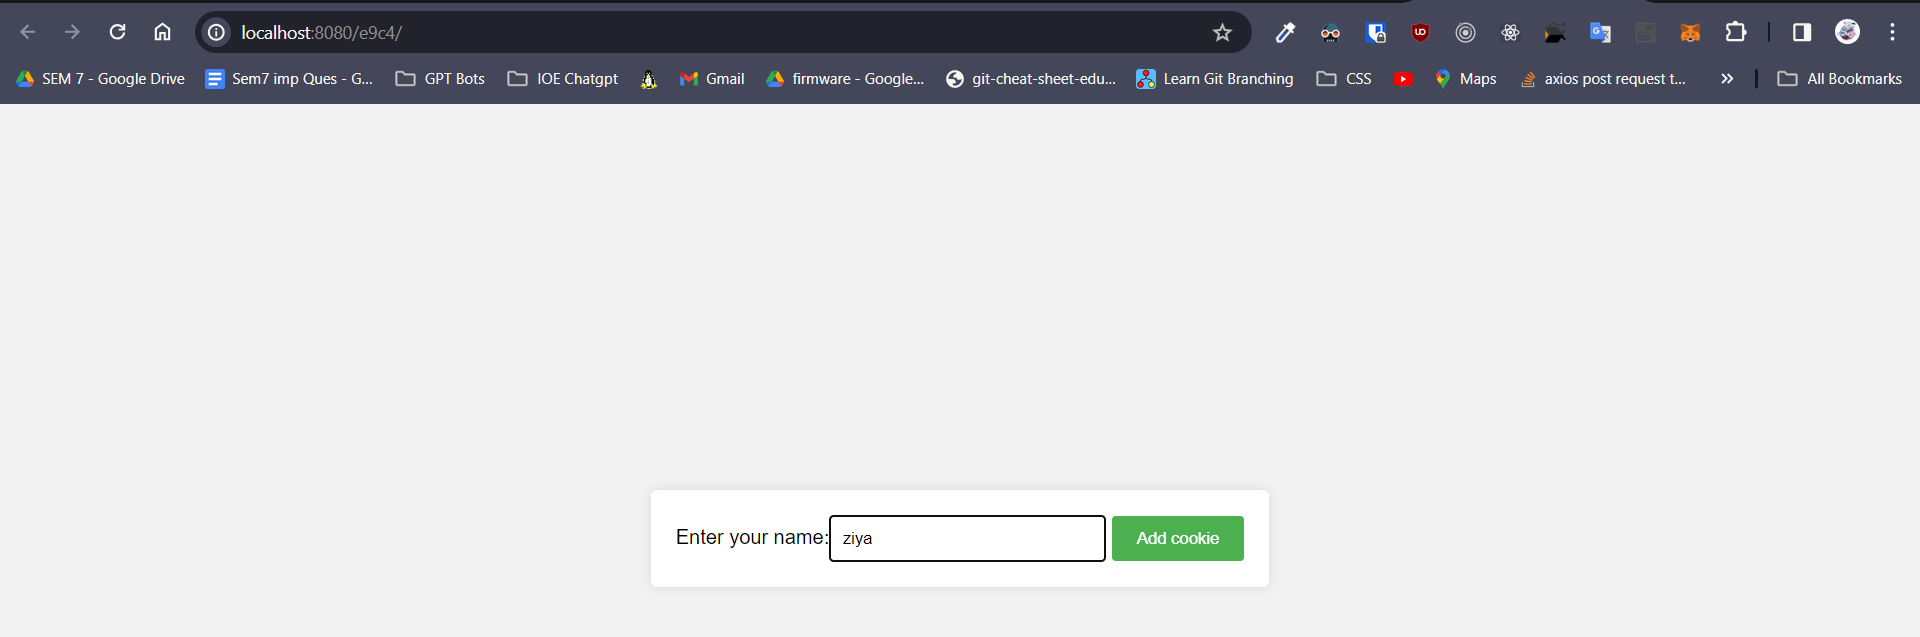 localhost:8080/e9c4/
SEM 7 - Google Drive Sem7 imp Ques - G... GPT Bots IOE Chatgpt Gmail firmware - Google... git-cheat-sheet-edu... Learn Git Branching CSS Maps axios post request t... » All Bookmarks
Enter your name: ziya Add cookie